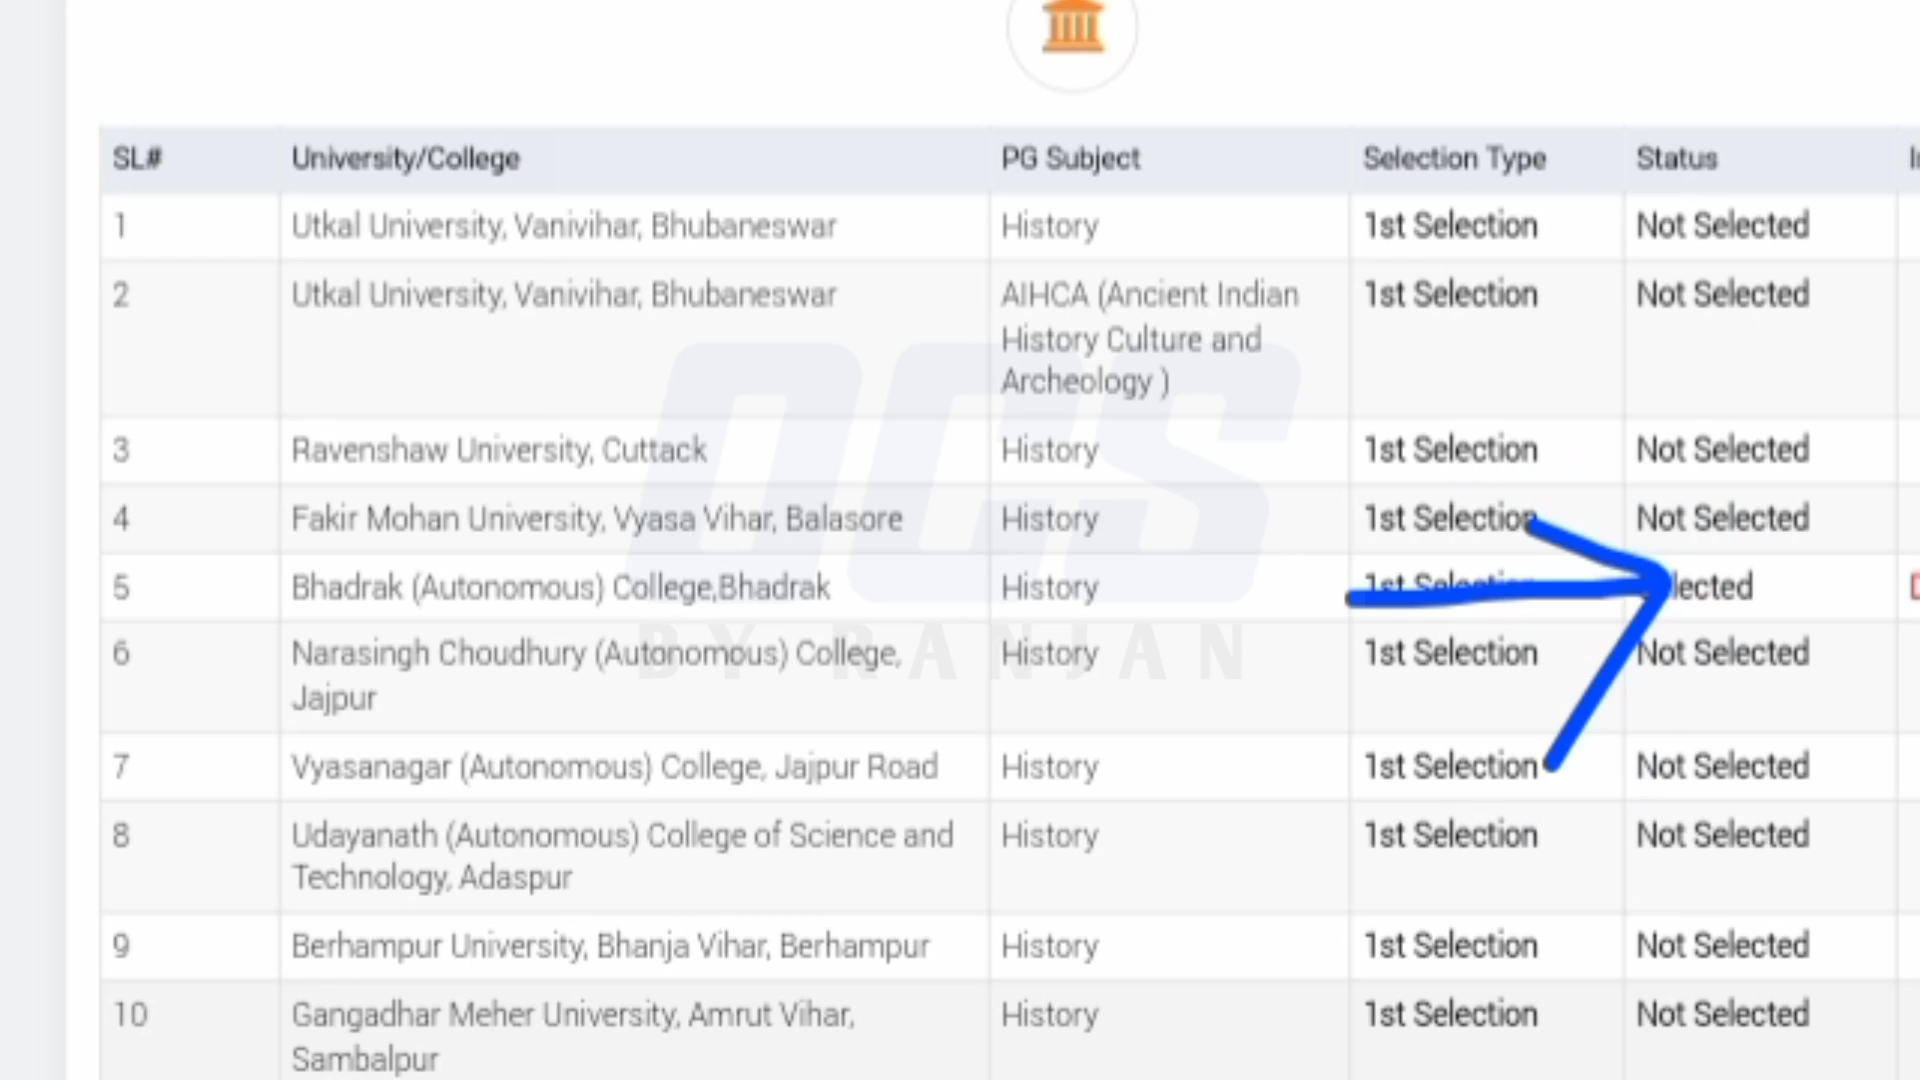 SL# University/College PG Subject Selection Type Status
1 Utkal University, Vanivihar, Bhubaneswar History 1st Selection Not Selected
2 Utkal University, Vanivihar, Bhubaneswar AIHCA (Ancient Indian 1st Selection Not Selected
History Culture and
Archeology )
3 Ravenshaw University, Cuttack History 1st Selection Not Selected
4 Fakir Mohan University, Vyasa Vihar, Balasore History 1st Selection Not Selected
5 Bhadrak (Autonomous) College,Bhadrak History 1st Selection lected
6 Narasingh Choudhury (Autonomous) College, History 1st Selection Not Selected
Jajpur
7 Vyasanagar (Autonomous) College, Jajpur Road History 1st Selection Not Selected
8 Udayanath (Autonomous) College of Science and History 1st Selection Not Selected
Technology, Adaspur
9 Berhampur University, Bhanja Vihar, Berhampur History 1st Selection Not Selected
10 Gangadhar Meher University, Amrut Vihar, History 1st Selection Not Selected
Sambalpur
OCS
BY RANJAN